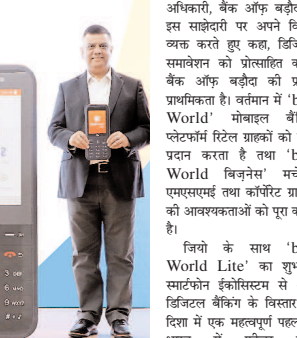 अधिकारी, बैंक ऑफ़ बड़ौद
इस साझेदारी पर अपने वि
व्यक्त करते हुए कहा, डिजि
समावेशन को प्रोत्साहित क
बैंक ऑफ़ बड़ौदा की प्र
प्राथमिकता है। वर्तमान में 'b
World' मोबाइल बैं
प्लेटफॉर्म रिटेल ग्राहकों को
प्रदान करता है तथा 'b
World बिज़नेस' मर्चे
एमएसएमई तथा कॉर्पोरेट ग्रा
की आवश्यकताओं को पूरा क
है।
जियो के साथ 'b
World Lite' का शुभ
स्मार्टफोन ईकोसिस्टम से
डिजिटल बैंकिंग के विस्तार
दिशा में एक महत्वपूर्ण पहल